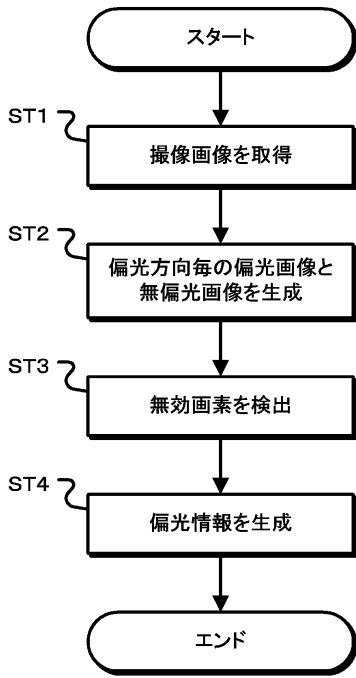 スタート
ST1
撮像画像を取得
ST2
偏光方向毎の偏光画像と
無偏光画像を生成
ST3
無効画素を検出
ST4
偏光情報を生成
エンド